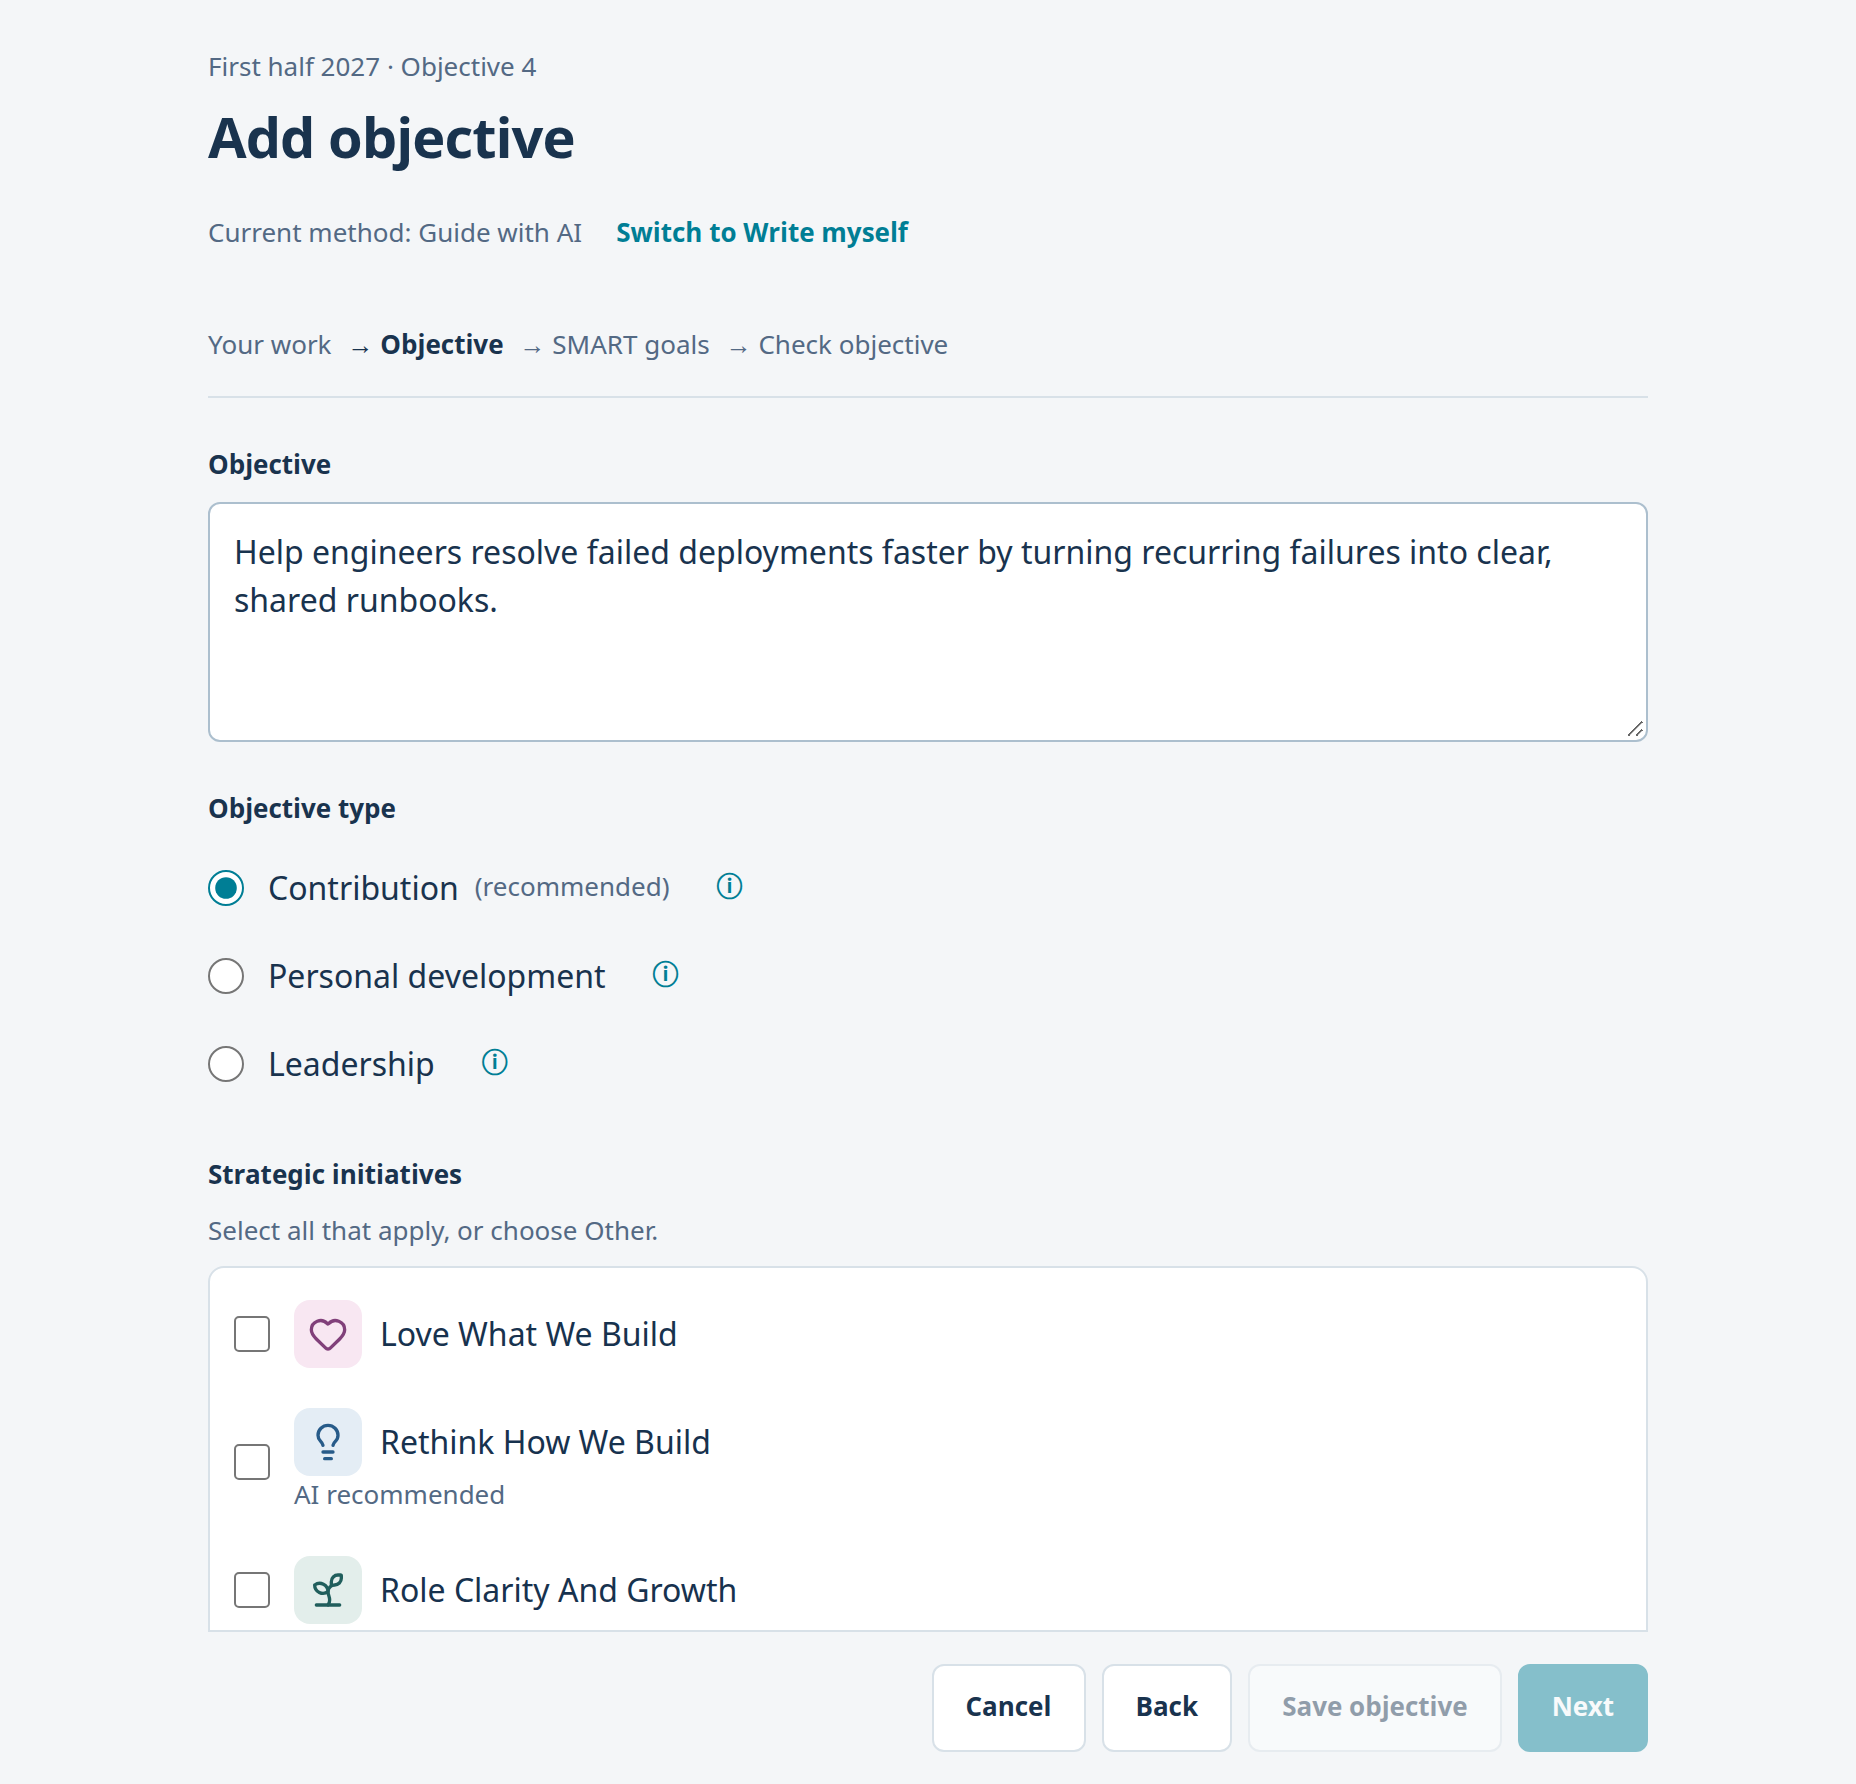 First half 2027 · Objective 4
Add objective
Current method: Guide with AI Switch to Write myself
Your work → Objective → SMART goals → Check objective
Objective
Help engineers resolve failed deployments faster by turning recurring failures into clear,
shared runbooks.
Objective type
Contribution (recommended) ⓘ
Personal development ⓘ
Leadership ⓘ
Strategic initiatives
Select all that apply, or choose Other.
Love What We Build
Rethink How We Build
AI recommended
Role Clarity And Growth
Cancel Back Save objective Next